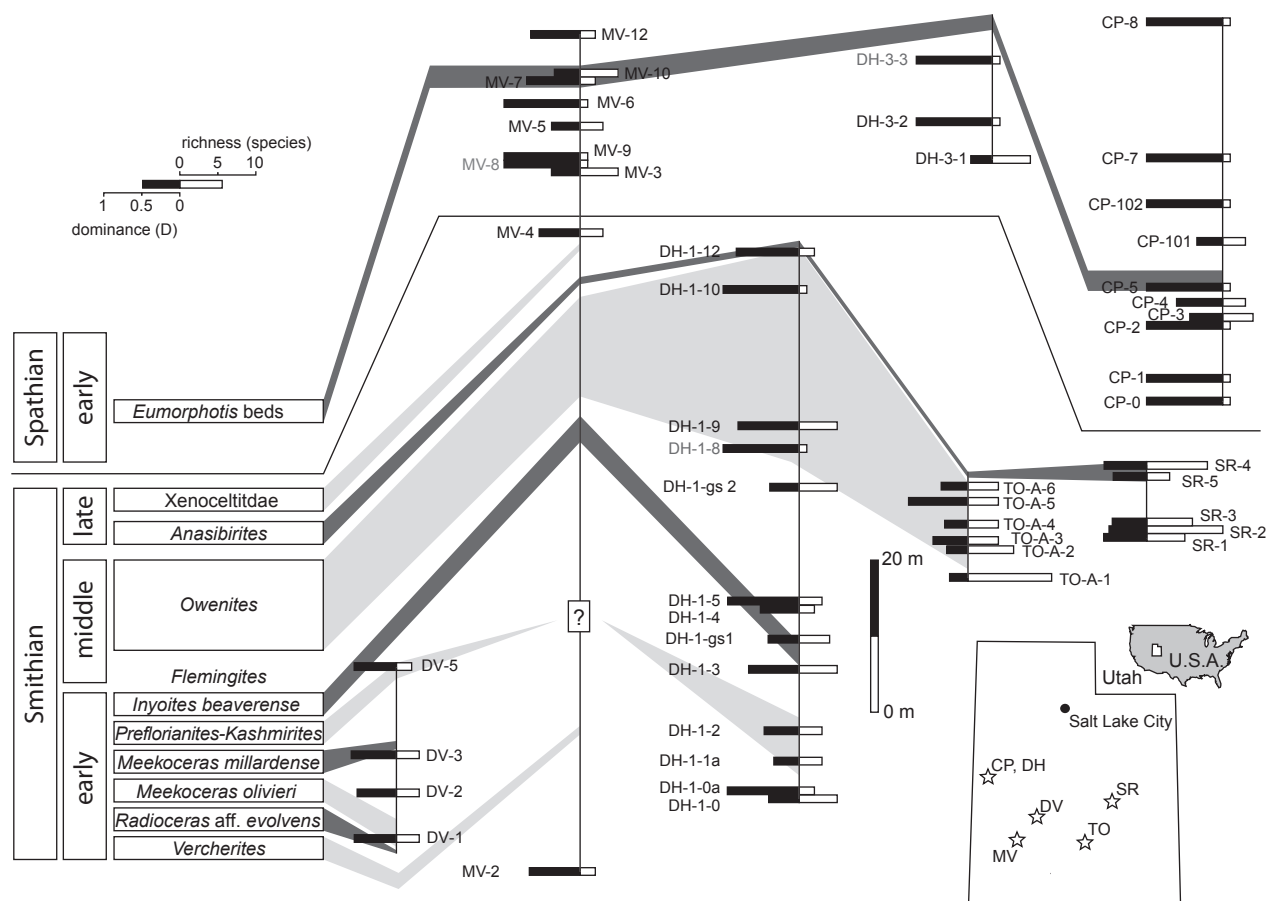 MV-12
CP-8
MV-10
MV-7
DH-3-3
MV-6
DH-3-2
MV-5
richness (species)
0 5 10
1 0.5 0
dominance (D)
MV-9
MV-8
MV-3
DH-3-1
CP-7
CP-102
MV-4
CP-101
DH-1-12
DH-1-10
CP-5
CP-4
CP-3
CP-2
CP-1
CP-0
Spathian
early
Eumorphotis beds
DH-1-9
DH-1-8
DH-1-gs 2
SR-4
SR-5
TO-A-6
TO-A-5
TO-A-4
TO-A-3
TO-A-2
TO-A-1
SR-3
SR-2
SR-1
Smithian
late
Xenoceltitdae
Anasibirites
middle
Owenites
Flemingites
early
Inyoites beaverense
Preflorianites-Kashmirites
Meekoceras millardense
Meekoceras olivieri
Radioceras aff. evolvens
Vercherites
?
20 m
0 m
DH-1-5
DH-1-4
DH-1-gs1
DH-1-3
DH-1-2
DH-1-1a
DH-1-0a
DH-1-0
DV-5
DV-3
DV-2
DV-1
MV-2
U.S.A.
Utah
Salt Lake City
CP, DH
SR
DV
TO
MV